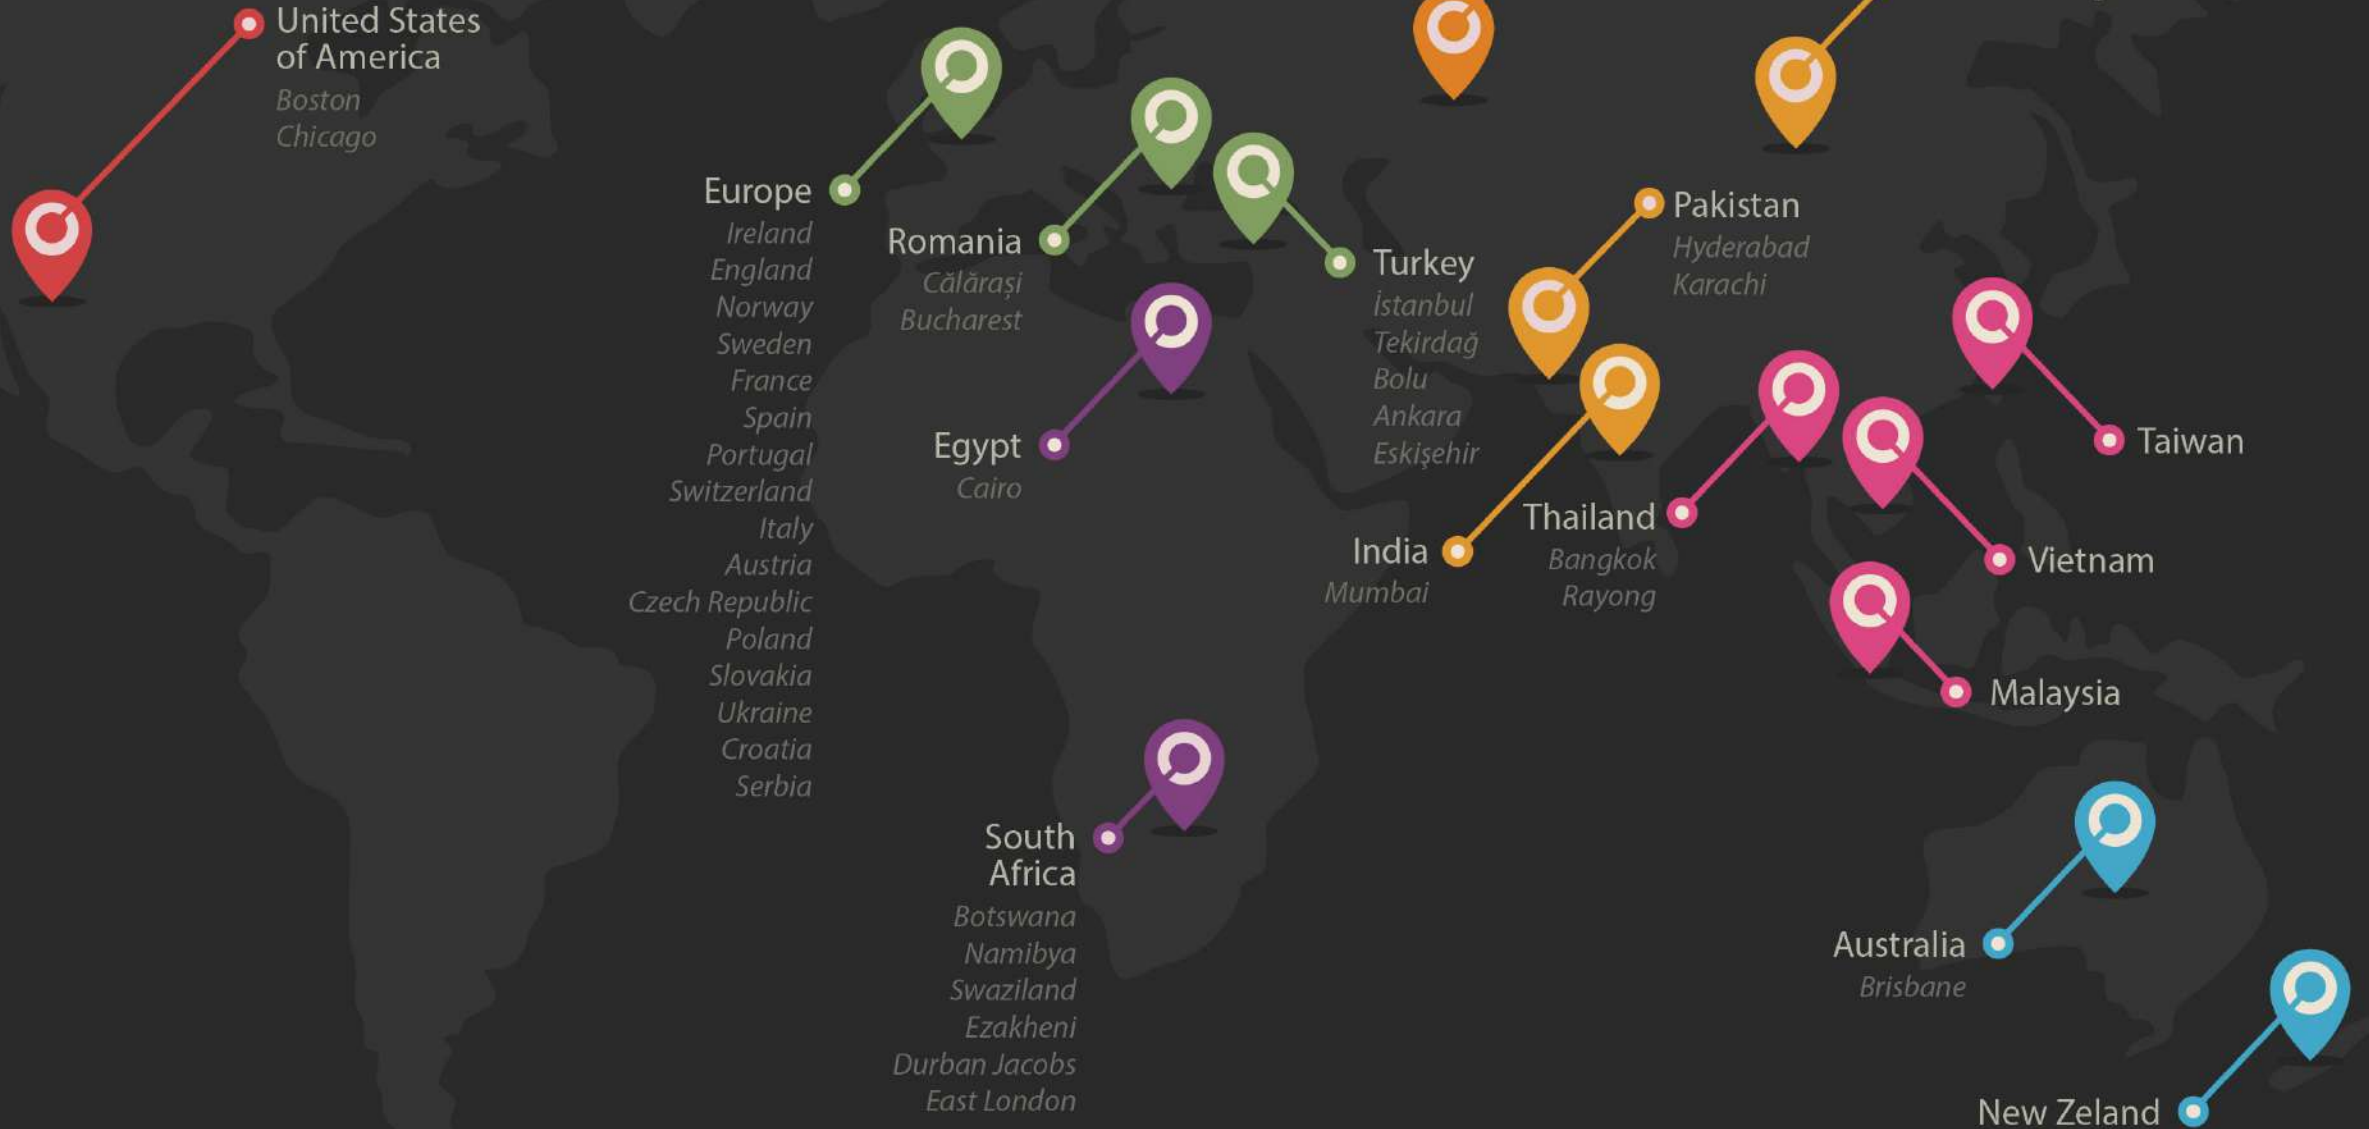 United States
of America
Boston
Chicago
Europe
Ireland
England
Norway
Sweden
France
Spain
Portugal
Switzerland
Italy
Austria
Czech Republic
Poland
Slovakia
Ukraine
Croatia
Serbia
Romania
Călărași
Bucharest
Turkey
İstanbul
Tekirdağ
Bolu
Ankara
Eskişehir
Egypt
Cairo
South
Africa
Botswana
Namibya
Swaziland
Ezakheni
Durban Jacobs
East London
Pakistan
Hyderabad
Karachi
India
Mumbai
Thailand
Bangkok
Rayong
Taiwan
Vietnam
Malaysia
Australia
Brisbane
New Zeland